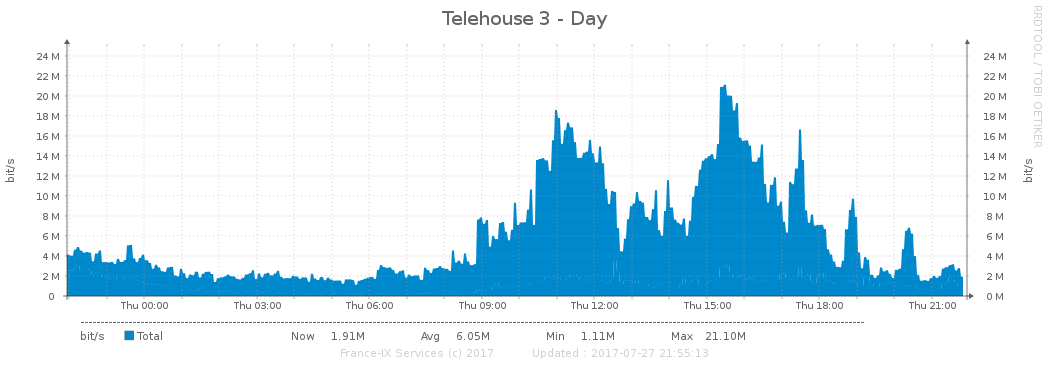 Telehouse 3 - Day
RRDTOOL / TOBI OETIKER
bit/s
24 M 24 M
22 M 22 M
20 M 20 M
18 M 18 M
16 M 16 M
14 M 14 M
12 M 12 M
10 M 10 M
8 M 8 M
6 M 6 M
4 M 4 M
2 M 2 M
0 0 M
bit/s
Thu 00:00 Thu 03:00 Thu 06:00 Thu 09:00 Thu 12:00 Thu 15:00 Thu 18:00 Thu 21:00
bit/s Total Now 1.91M Avg 6.05M Min 1.11M Max 21.10M
France-IX Services (c) 2017 Updated : 2017-07-27 21:55:13